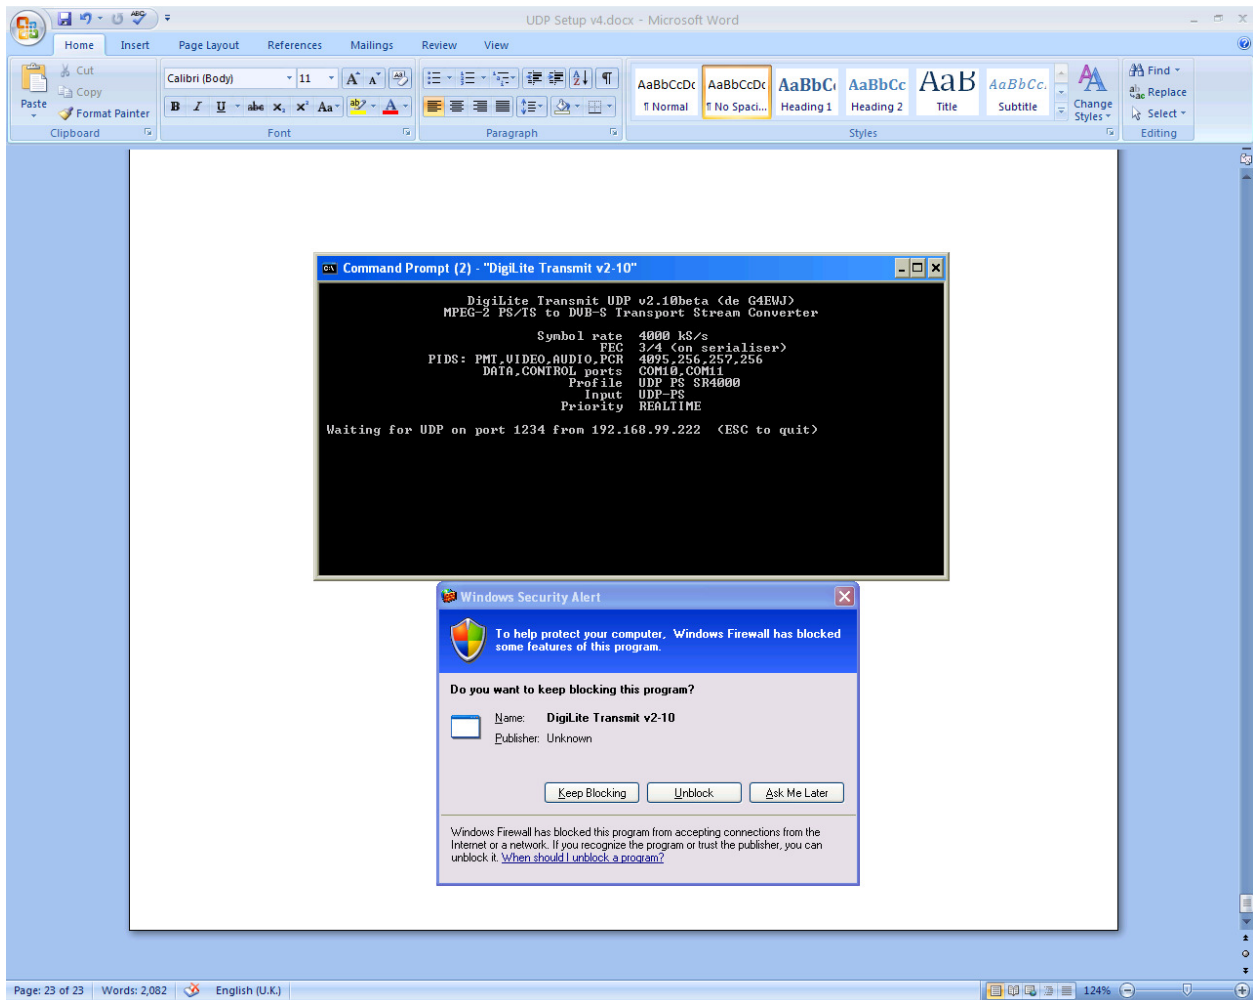 UDP Setup v4.docx - Microsoft Word
Home Insert Page Layout References Mailings Review View
Paste
Cut
Copy
Format Painter
Clipboard
Calibri (Body) 11
B I U abc X₂ X² Aa
Font
Paragraph
AaBbCcDc AaBbCcDc AaBbC AaBbCc AaB AaBbCc.
¶ Normal ¶ No Spaci... Heading 1 Heading 2 Title Subtitle
Change Styles
Styles
Find
Replace
Select
Editing
Command Prompt (2) - "DigiLite Transmit v2-10"
DigiLite Transmit UDP v2.10beta (de G4EWJ)
MPEG-2 PS/TS to DVB-S Transport Stream Converter
Symbol rate 4000 kS/s
FEC 3/4 (on serialiser)
PIDS: PMT,VIDEO,AUDIO,PCR 4095,256,257,256
DATA,CONTROL ports COM10,COM11
Profile UDP PS SR4000
Input UDP-PS
Priority REALTIME
Waiting for UDP on port 1234 from 192.168.99.222 (ESC to quit)
Windows Security Alert
To help protect your computer, Windows Firewall has blocked
some features of this program.
Do you want to keep blocking this program?
Name: DigiLite Transmit v2-10
Publisher: Unknown
Keep Blocking Unblock Ask Me Later
Windows Firewall has blocked this program from accepting connections from the
Internet or a network. If you recognize the program or trust the publisher, you can
unblock it. When should I unblock a program?
Page: 23 of 23 Words: 2,082 English (U.K.) 124%